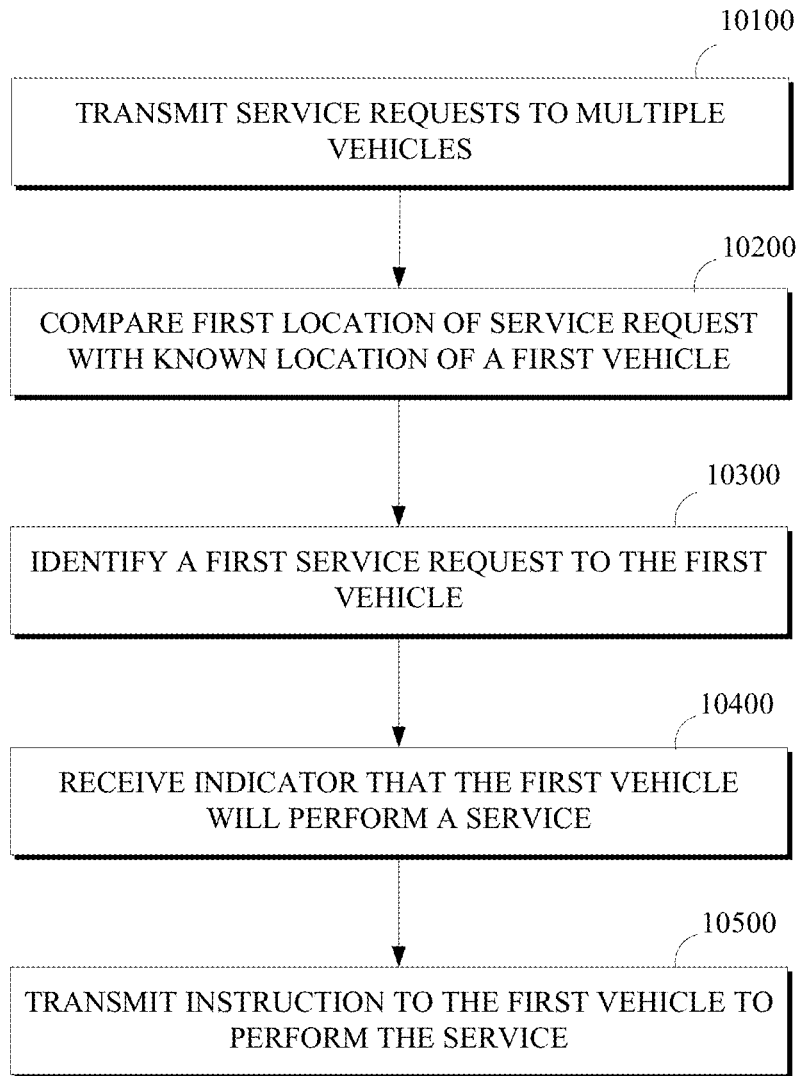 10100
TRANSMIT SERVICE REQUESTS TO MULTIPLE
VEHICLES
10200
COMPARE FIRST LOCATION OF SERVICE REQUEST
WITH KNOWN LOCATION OF A FIRST VEHICLE
10300
IDENTIFY A FIRST SERVICE REQUEST TO THE FIRST
VEHICLE
10400
RECEIVE INDICATOR THAT THE FIRST VEHICLE
WILL PERFORM A SERVICE
10500
TRANSMIT INSTRUCTION TO THE FIRST VEHICLE TO
PERFORM THE SERVICE